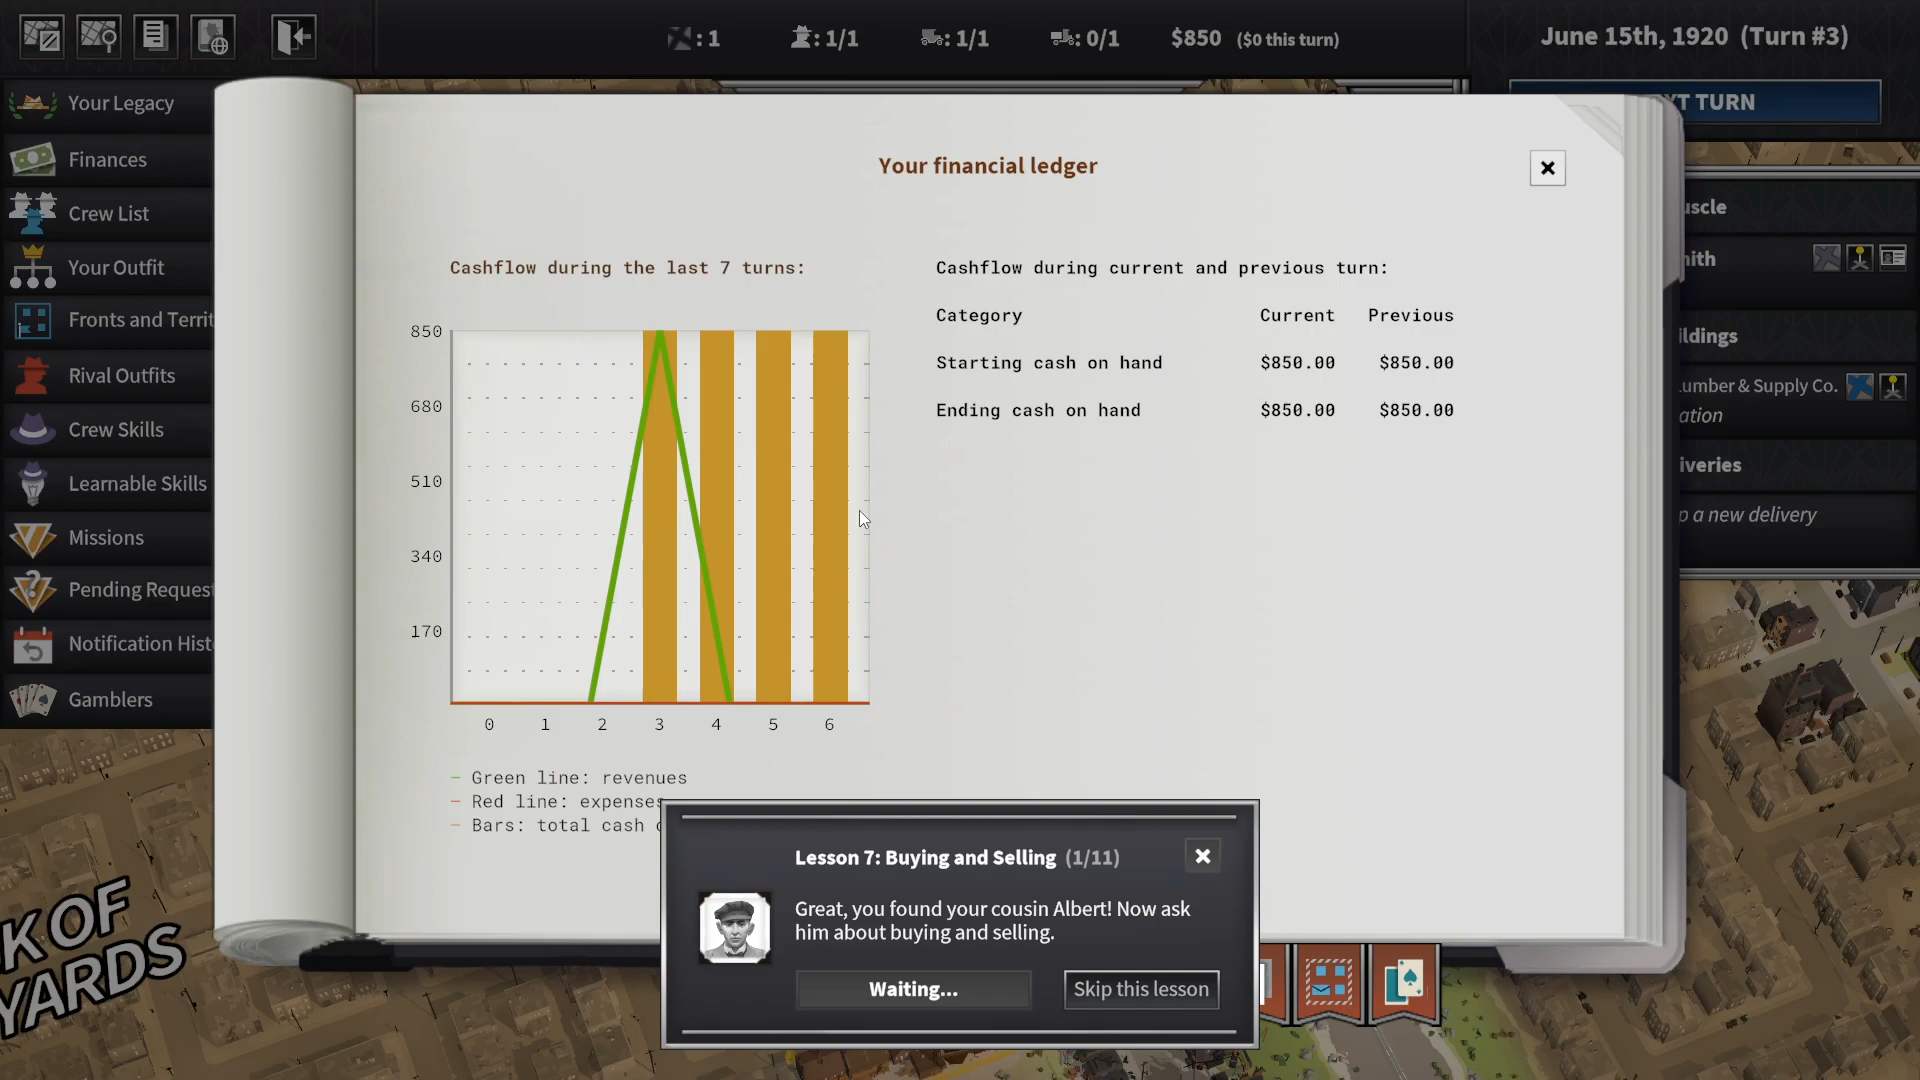 : 1
: 1/1
: 1/1
: 0/1
$850 ($0 this turn)
June 15th, 1920 (Turn #3)
TURN
Your Legacy
Finances
Crew List
Your Outfit
Fronts and Territ
Rival Outfits
Crew Skills
Learnable Skills
Missions
Pending Request
Notification Hist
Gamblers
Your financial ledger
Cashflow during the last 7 turns:
850
680
510
340
170
0 1 2 3 4 5 6
Green line: revenues
Red line: expenses
Bars: total cash
Cashflow during current and previous turn:
Category Current Previous
Starting cash on hand $850.00 $850.00
Ending cash on hand $850.00 $850.00
uscle
ith
ildings
umber & Supply Co.
ation
iveries
p a new delivery
Lesson 7: Buying and Selling (1/11)
Great, you found your cousin Albert! Now ask
him about buying and selling.
Waiting...
Skip this lesson
K OF
YARDS